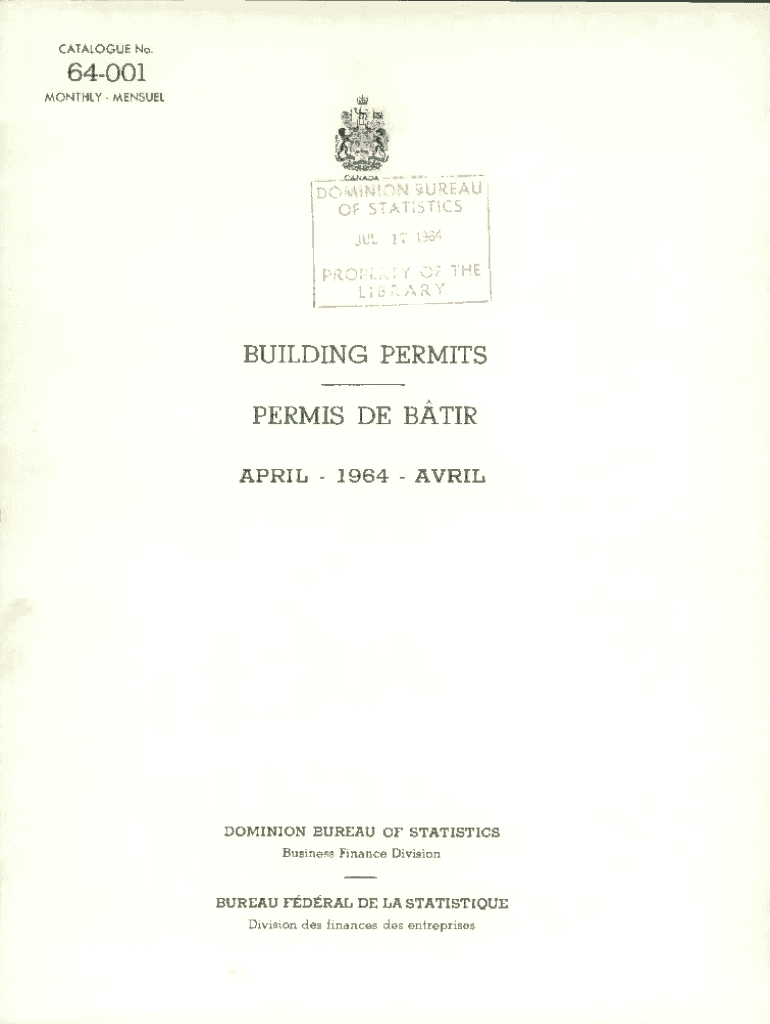 CATALOGUE No.
64-001
MONTHLY - MENSUEL
CANADA
DOMINION BUREAU
OF STATISTICS
JUL 17 1964
PROPERTY OF THE
LIBRARY
BUILDING PERMITS
PERMIS DE BÂTIR
APRIL - 1964 - AVRIL
DOMINION BUREAU OF STATISTICS
Business Finance Division
BUREAU FÉDÉRAL DE LA STATISTIQUE
Division des finances des entreprises